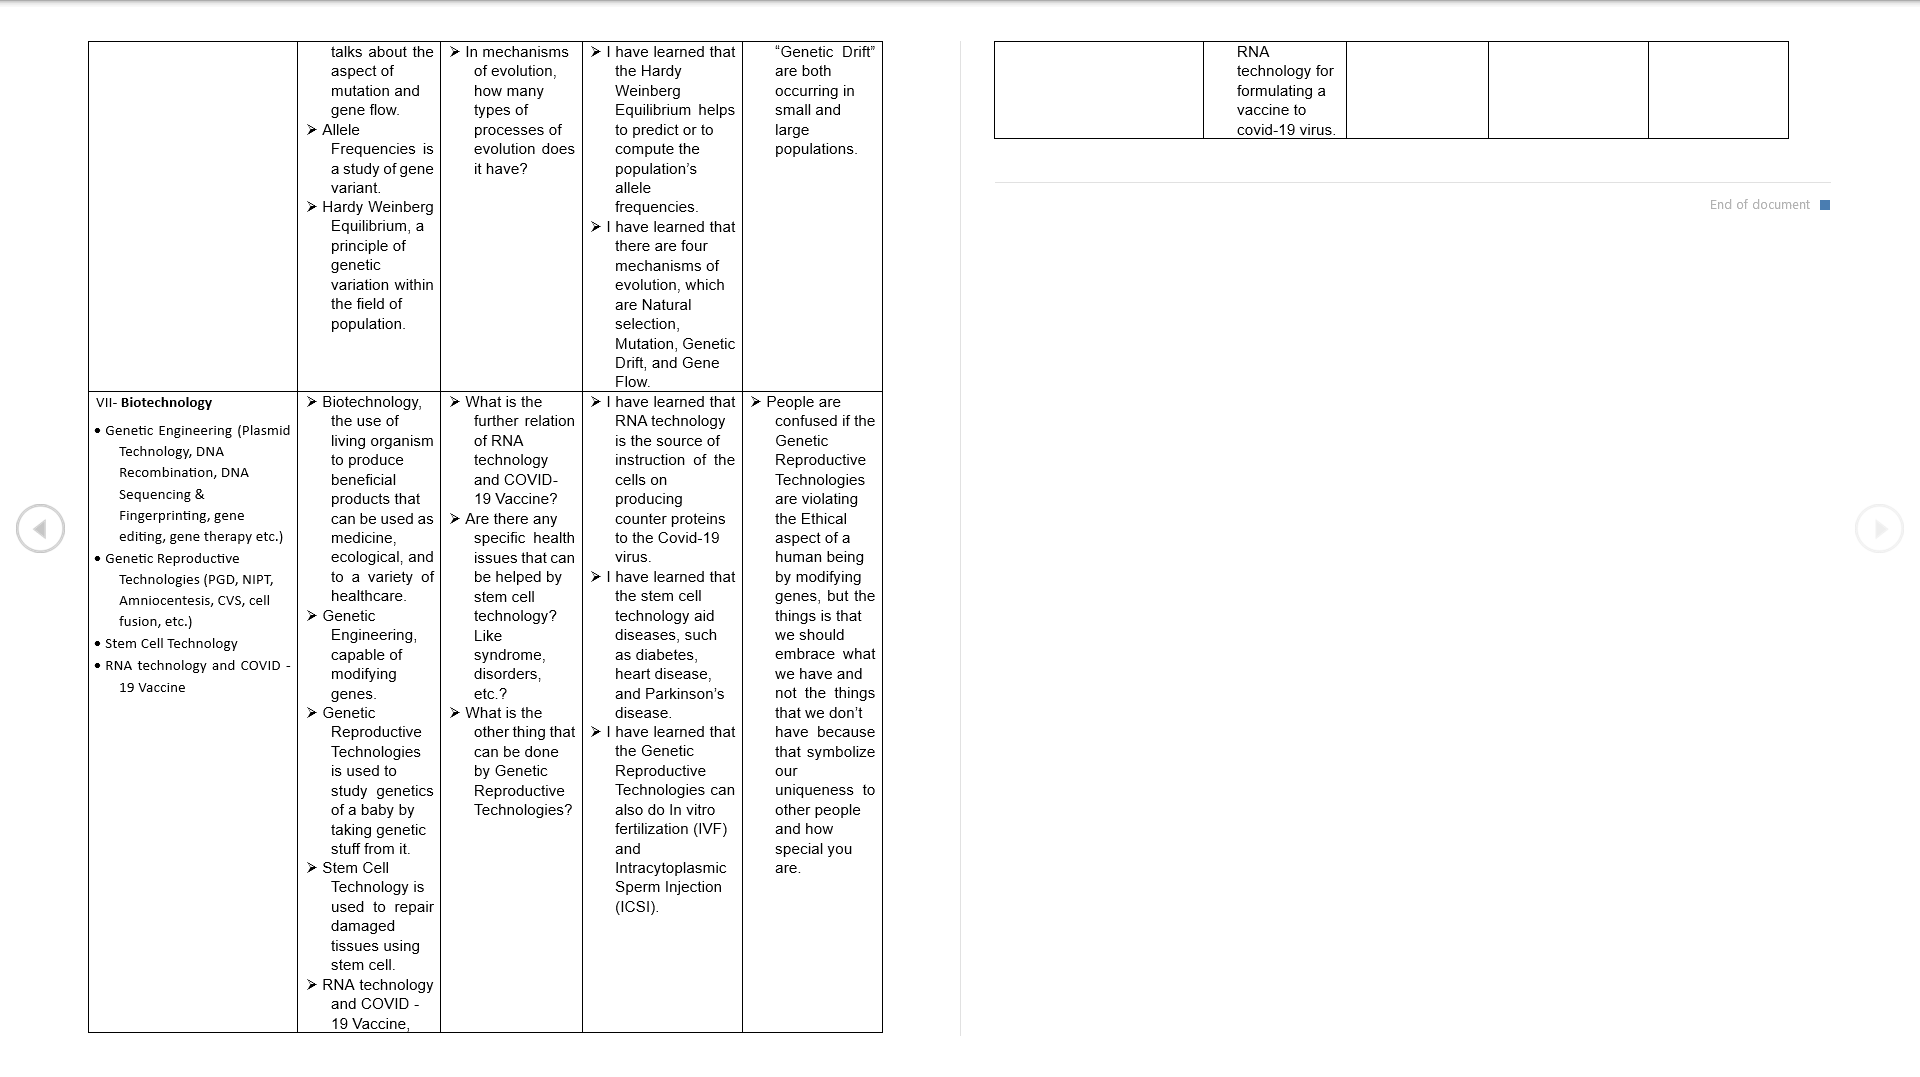 talks about the
aspect of
mutation and
gene flow.
➢ Allele
Frequencies is
a study of gene
variant.
➢ Hardy Weinberg
Equilibrium, a
principle of
genetic
variation within
the field of
population.
➢ In mechanisms
of evolution,
how many
types of
processes of
evolution does
it have?
➢ I have learned that
the Hardy
Weinberg
Equilibrium helps
to predict or to
compute the
population’s
allele
frequencies.
➢ I have learned that
there are four
mechanisms of
evolution, which
are Natural
selection,
Mutation, Genetic
Drift, and Gene
Flow.
“Genetic Drift”
are both
occurring in
small and
large
populations.
VII- Biotechnology
• Genetic Engineering (Plasmid
Technology, DNA
Recombination, DNA
Sequencing &
Fingerprinting, gene
editing, gene therapy etc.)
• Genetic Reproductive
Technologies (PGD, NIPT,
Amniocentesis, CVS, cell
fusion, etc.)
• Stem Cell Technology
• RNA technology and COVID -
19 Vaccine
➢ Biotechnology,
the use of
living organism
to produce
beneficial
products that
can be used as
medicine,
ecological, and
to a variety of
healthcare.
➢ Genetic
Engineering,
capable of
modifying
genes.
➢ Genetic
Reproductive
Technologies
is used to
study genetics
of a baby by
taking genetic
stuff from it.
➢ Stem Cell
Technology is
used to repair
damaged
tissues using
stem cell.
➢ RNA technology
and COVID -
19 Vaccine,
➢ What is the
further relation
of RNA
technology
and COVID-
19 Vaccine?
➢ Are there any
specific health
issues that can
be helped by
stem cell
technology?
Like
syndrome,
disorders,
etc.?
➢ What is the
other thing that
can be done
by Genetic
Reproductive
Technologies?
➢ I have learned that
RNA technology
is the source of
instruction of the
cells on
producing
counter proteins
to the Covid-19
virus.
➢ I have learned that
the stem cell
technology aid
diseases, such
as diabetes,
heart disease,
and Parkinson’s
disease.
➢ I have learned that
the Genetic
Reproductive
Technologies can
also do In vitro
fertilization (IVF)
and
Intracytoplasmic
Sperm Injection
(ICSI).
➢ People are
confused if the
Genetic
Reproductive
Technologies
are violating
the Ethical
aspect of a
human being
by modifying
genes, but the
things is that
we should
embrace what
we have and
not the things
that we don’t
have because
that symbolize
our
uniqueness to
other people
and how
special you
are.
RNA
technology for
formulating a
vaccine to
covid-19 virus.
End of document